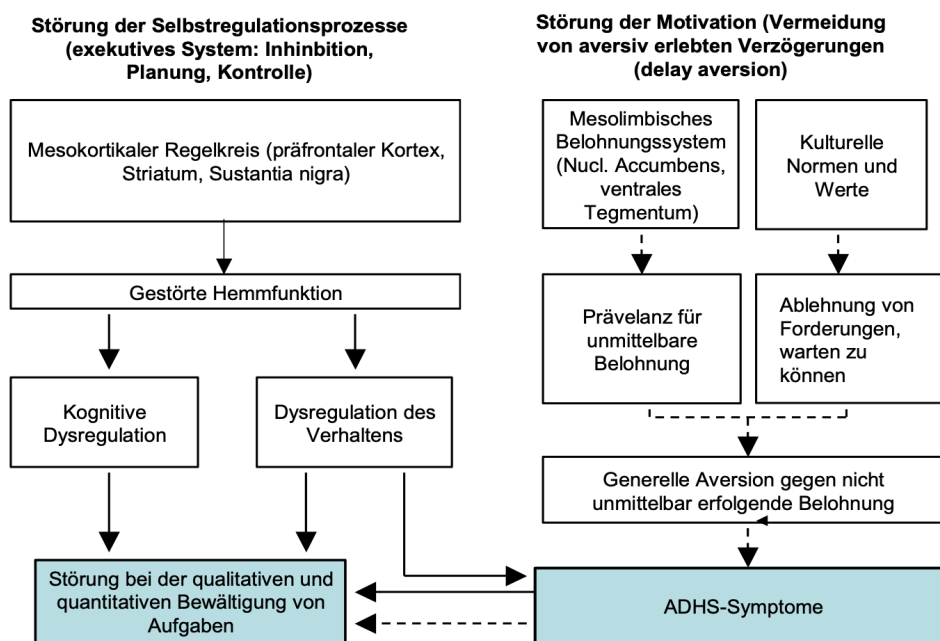 Störung der Selbstregulationsprozesse
(exekutives System: Inhinbition,
Planung, Kontrolle)
Störung der Motivation (Vermeidung
von aversiv erlebten Verzögerungen
(delay aversion)
Mesokortikaler Regelkreis (präfrontaler Kortex,
Striatum, Sustantia nigra)
Mesolimbisches
Belohnungssystem
(Nucl. Accumbens,
ventrales
Tegmentum)
Kulturelle
Normen und
Werte
Gestörte Hemmfunktion
Prävelanz für
unmittelbare
Belohnung
Ablehnung von
Forderungen,
warten zu
können
Kognitive
Dysregulation
Dysregulation des
Verhaltens
Generelle Aversion gegen nicht
unmittelbar erfolgende Belohnung
Störung bei der qualitativen und
quantitativen Bewältigung von
Aufgaben
ADHS-Symptome